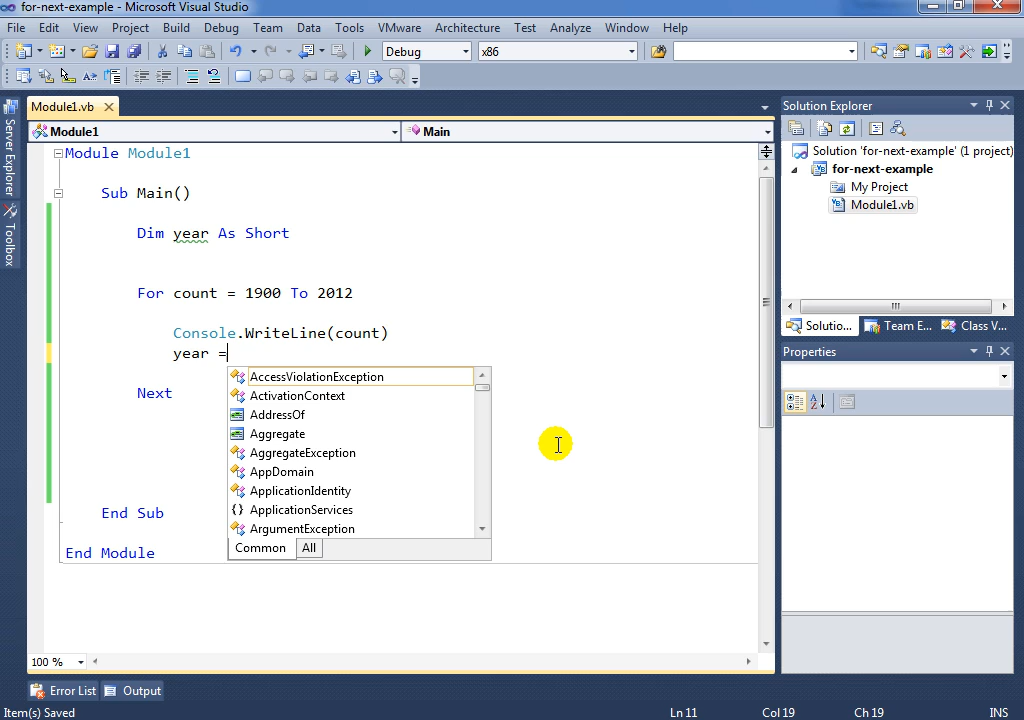 for-next-example - Microsoft Visual Studio
File Edit View Project Build Debug Team Data Tools VMware Architecture Test Analyze Window Help
Debug x86
Module1.vb
Solution Explorer
Module1 Main
Module Module1
Sub Main()
Dim year As Short
For count = 1900 To 2012
Console.WriteLine(count)
year =
AccessViolationException
ActivationContext
AddressOf
Aggregate
AggregateException
AppDomain
ApplicationIdentity
ApplicationServices
ArgumentException
Common All
Next
End Sub
End Module
Server Explorer
Toolbox
Solution 'for-next-example' (1 project)
for-next-example
My Project
Module1.vb
Solutio... Team E... Class V...
Properties
100 %
Error List Output
Item(s) Saved Ln 11 Col 19 Ch 19 INS